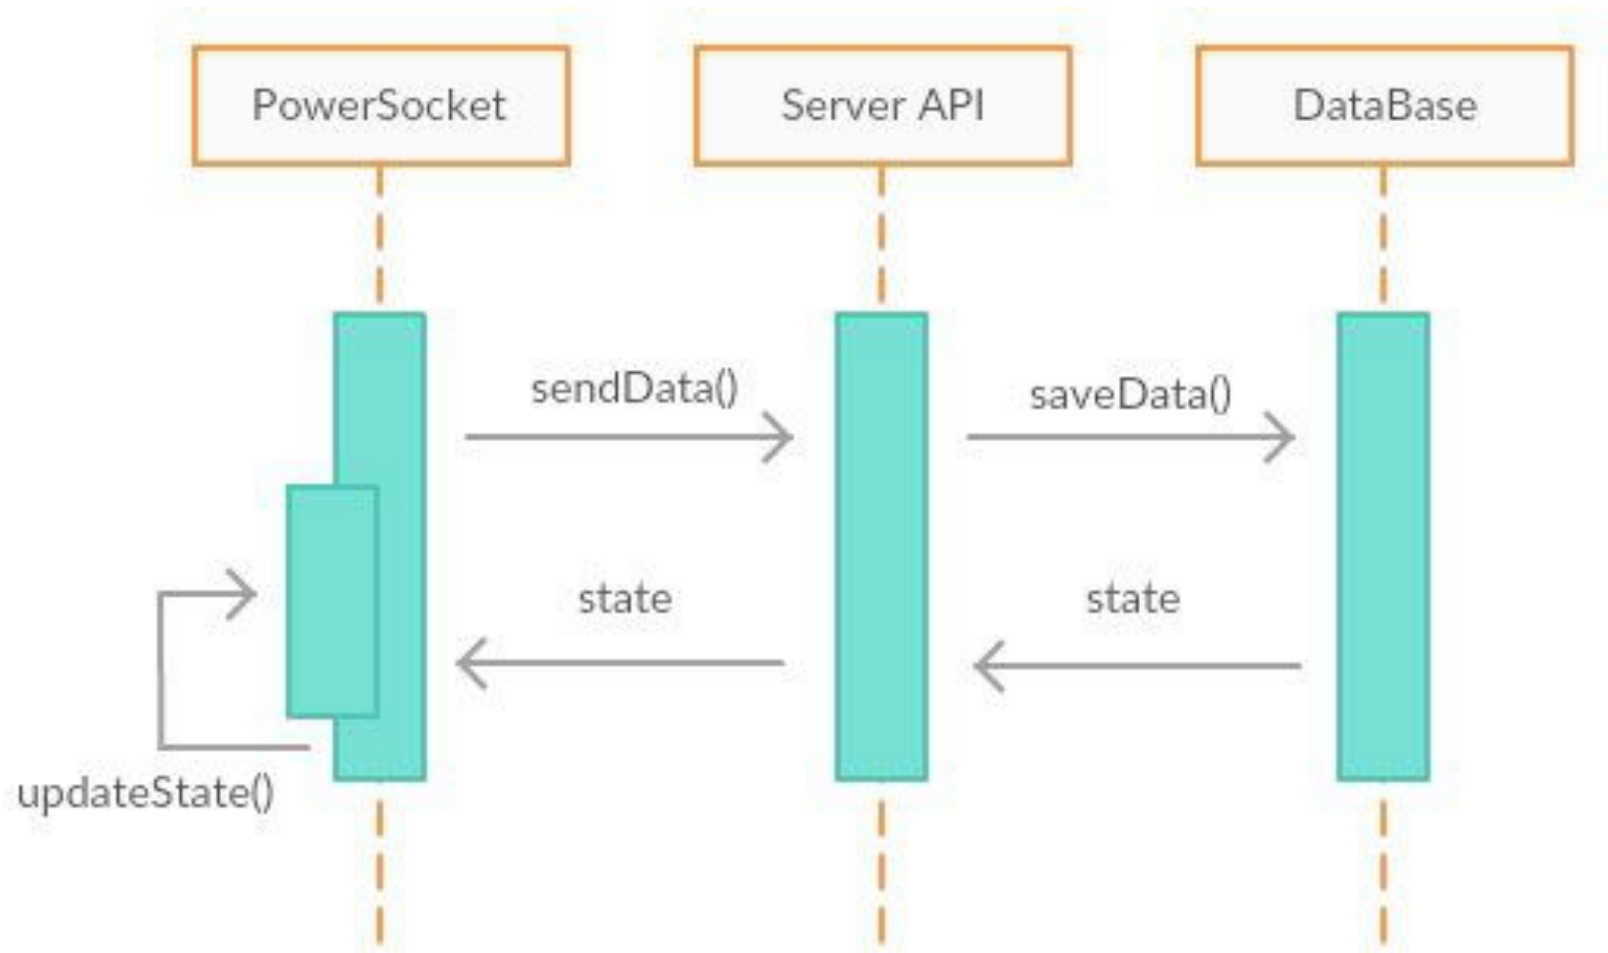 PowerSocket
Server API
DataBase
sendData()
saveData()
state
state
updateState()